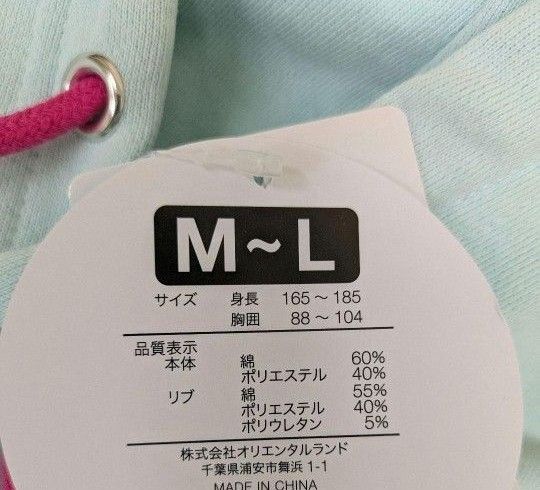 M~L
サイズ 身長 165～185
胸囲 88～104
品質表示
本体 綿 60%
ポリエステル 40%
リブ 綿 55%
ポリエステル 40%
ポリウレタン 5%
株式会社オリエンタルランド
千葉県浦安市舞浜 1-1
MADE IN CHINA